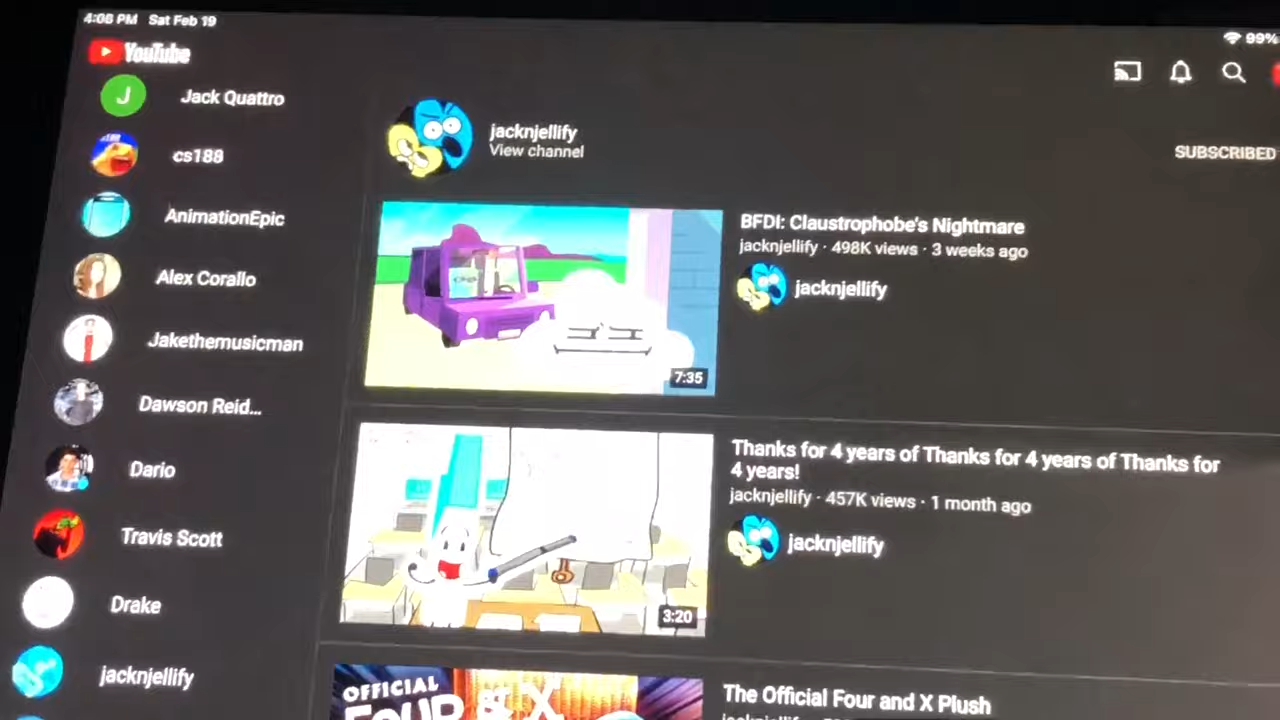 4:06 PM Sat Feb 19
99%
YouTube
J
Jack Quattro
cs188
AnimationEpic
Alex Corallo
Jakethemusicman
Dawson Reid...
Dario
Travis Scott
Drake
jacknjellify
jacknjellify
View channel
SUBSCRIBED
BFDI: Claustrophobe's Nightmare
jacknjellify · 498K views · 3 weeks ago
jacknjellify
7:35
Thanks for 4 years of Thanks for 4 years of Thanks for
4 years!
jacknjellify · 457K views · 1 month ago
jacknjellify
3:20
OFFICIAL
FOUR & X
The Official Four and X Plush